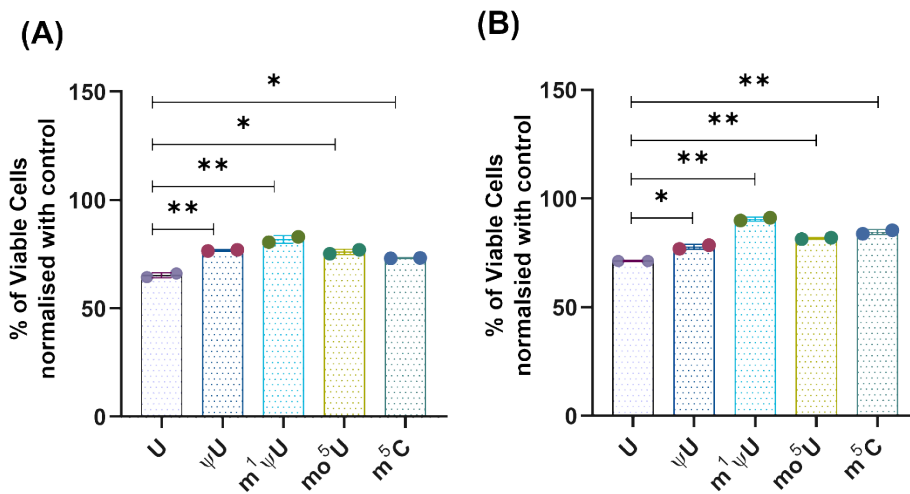 (A)
% of Viable Cells
normalised with control
150
100
50
0
*
*
**
**
U
ψU
m¹ψU
mo⁵U
m⁵C
(B)
% of Viable Cells
normalsied with control
150
100
50
0
**
**
**
*
U
ψU
m¹ψU
mo⁵U
m⁵C